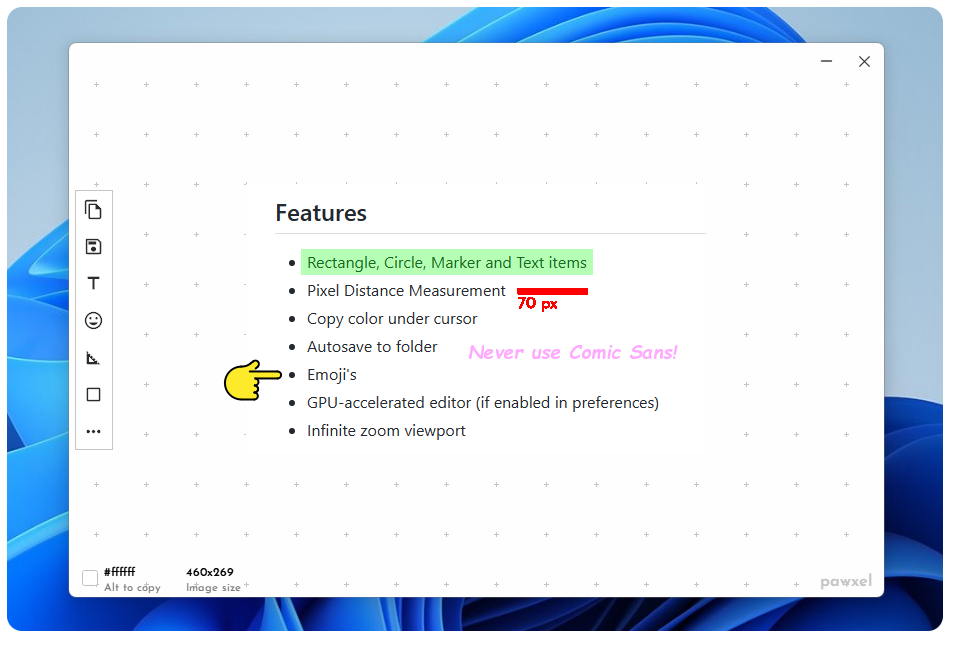 Features
Rectangle, Circle, Marker and Text items
Pixel Distance Measurement
70 px
Copy color under cursor
Autosave to folder
Never use Comic Sans!
Emoji's
GPU-accelerated editor (if enabled in preferences)
Infinite zoom viewport
#ffffff 460x269
Alt to copy Image size
pawxel